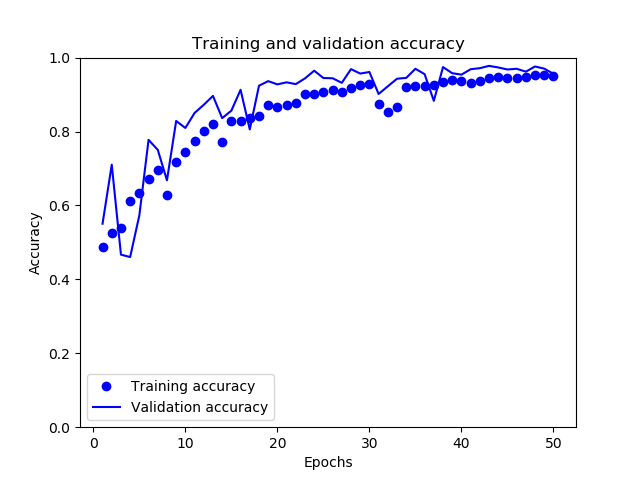 Training and validation accuracy
1.0
0.8
0.6
0.4
0.2
0.0
Accuracy
Training accuracy
Validation accuracy
0 10 20 30 40 50
Epochs